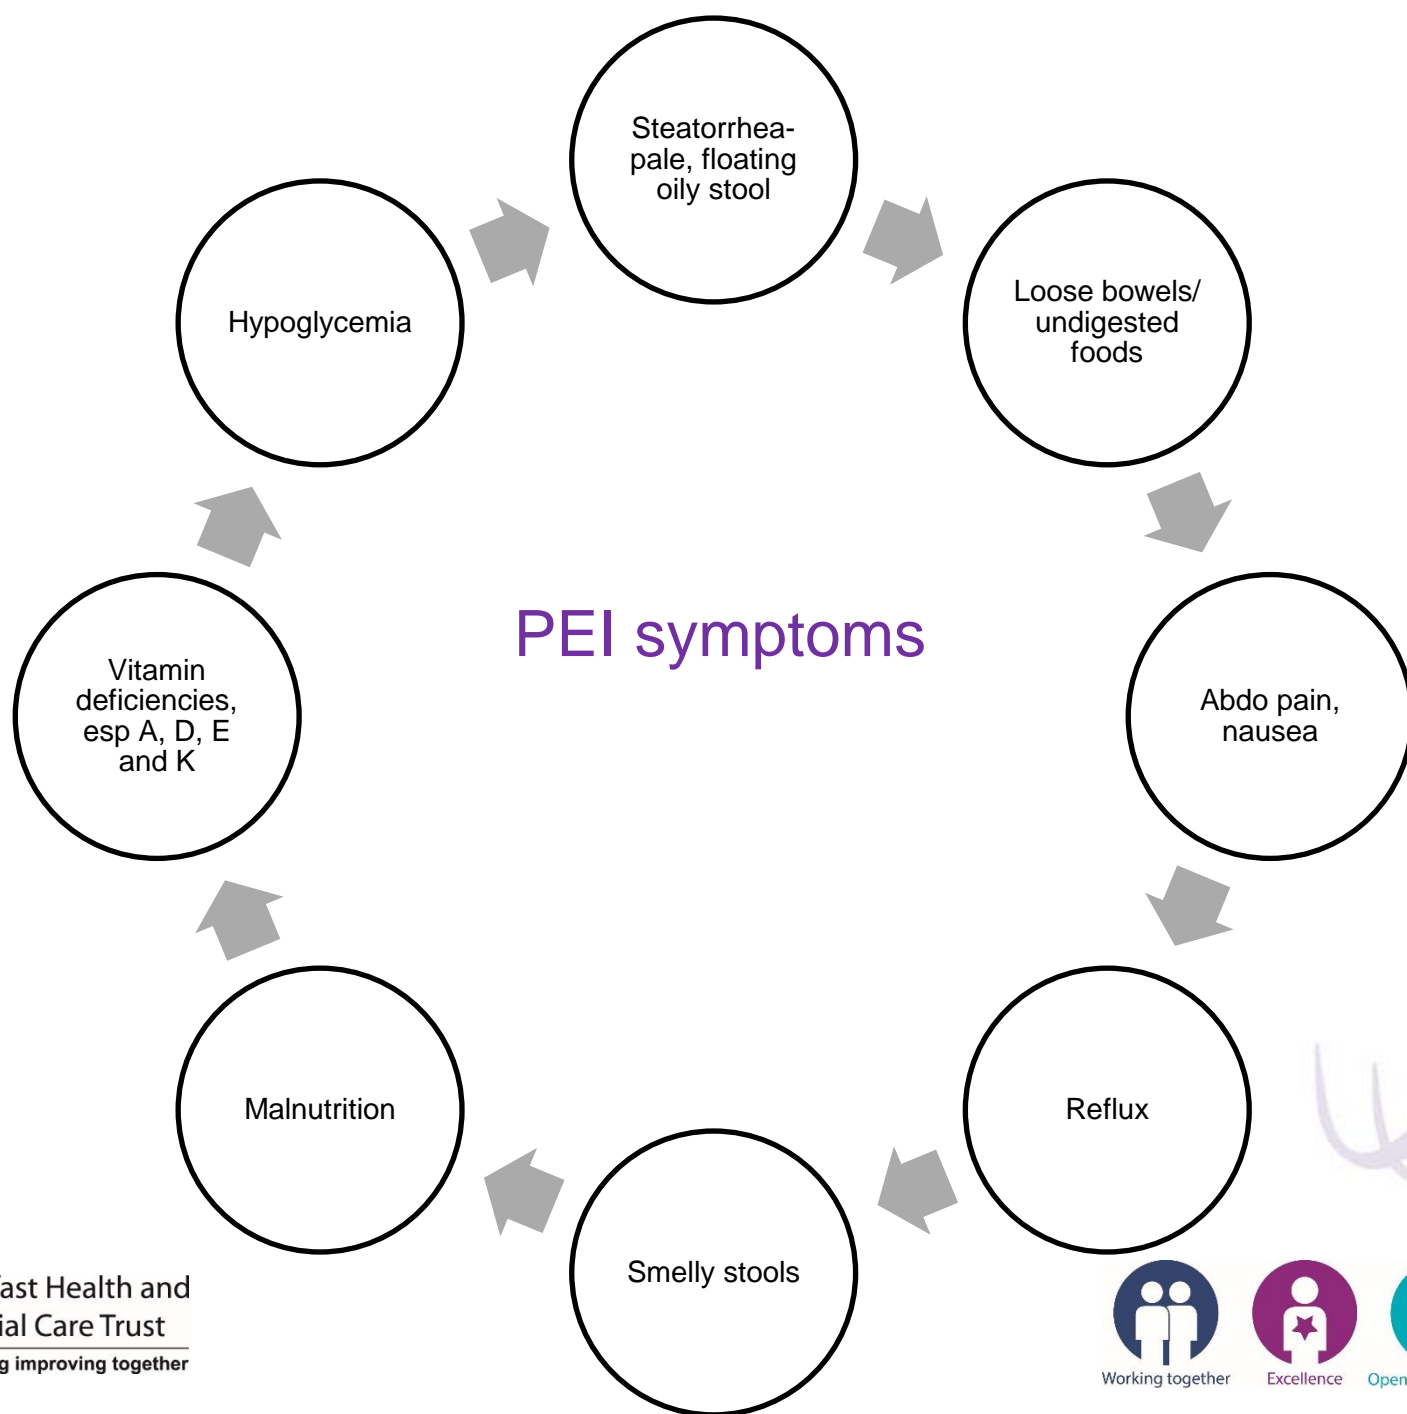 Steatorrhea-
pale, floating
oily stool
Loose bowels/
undigested
foods
Abdo pain,
nausea
Reflux
Smelly stools
Malnutrition
Vitamin
deficiencies,
esp A, D, E
and K
Hypoglycemia
PEI symptoms
ast Health and
ial Care Trust
g improving together
Working together
Excellence
Open